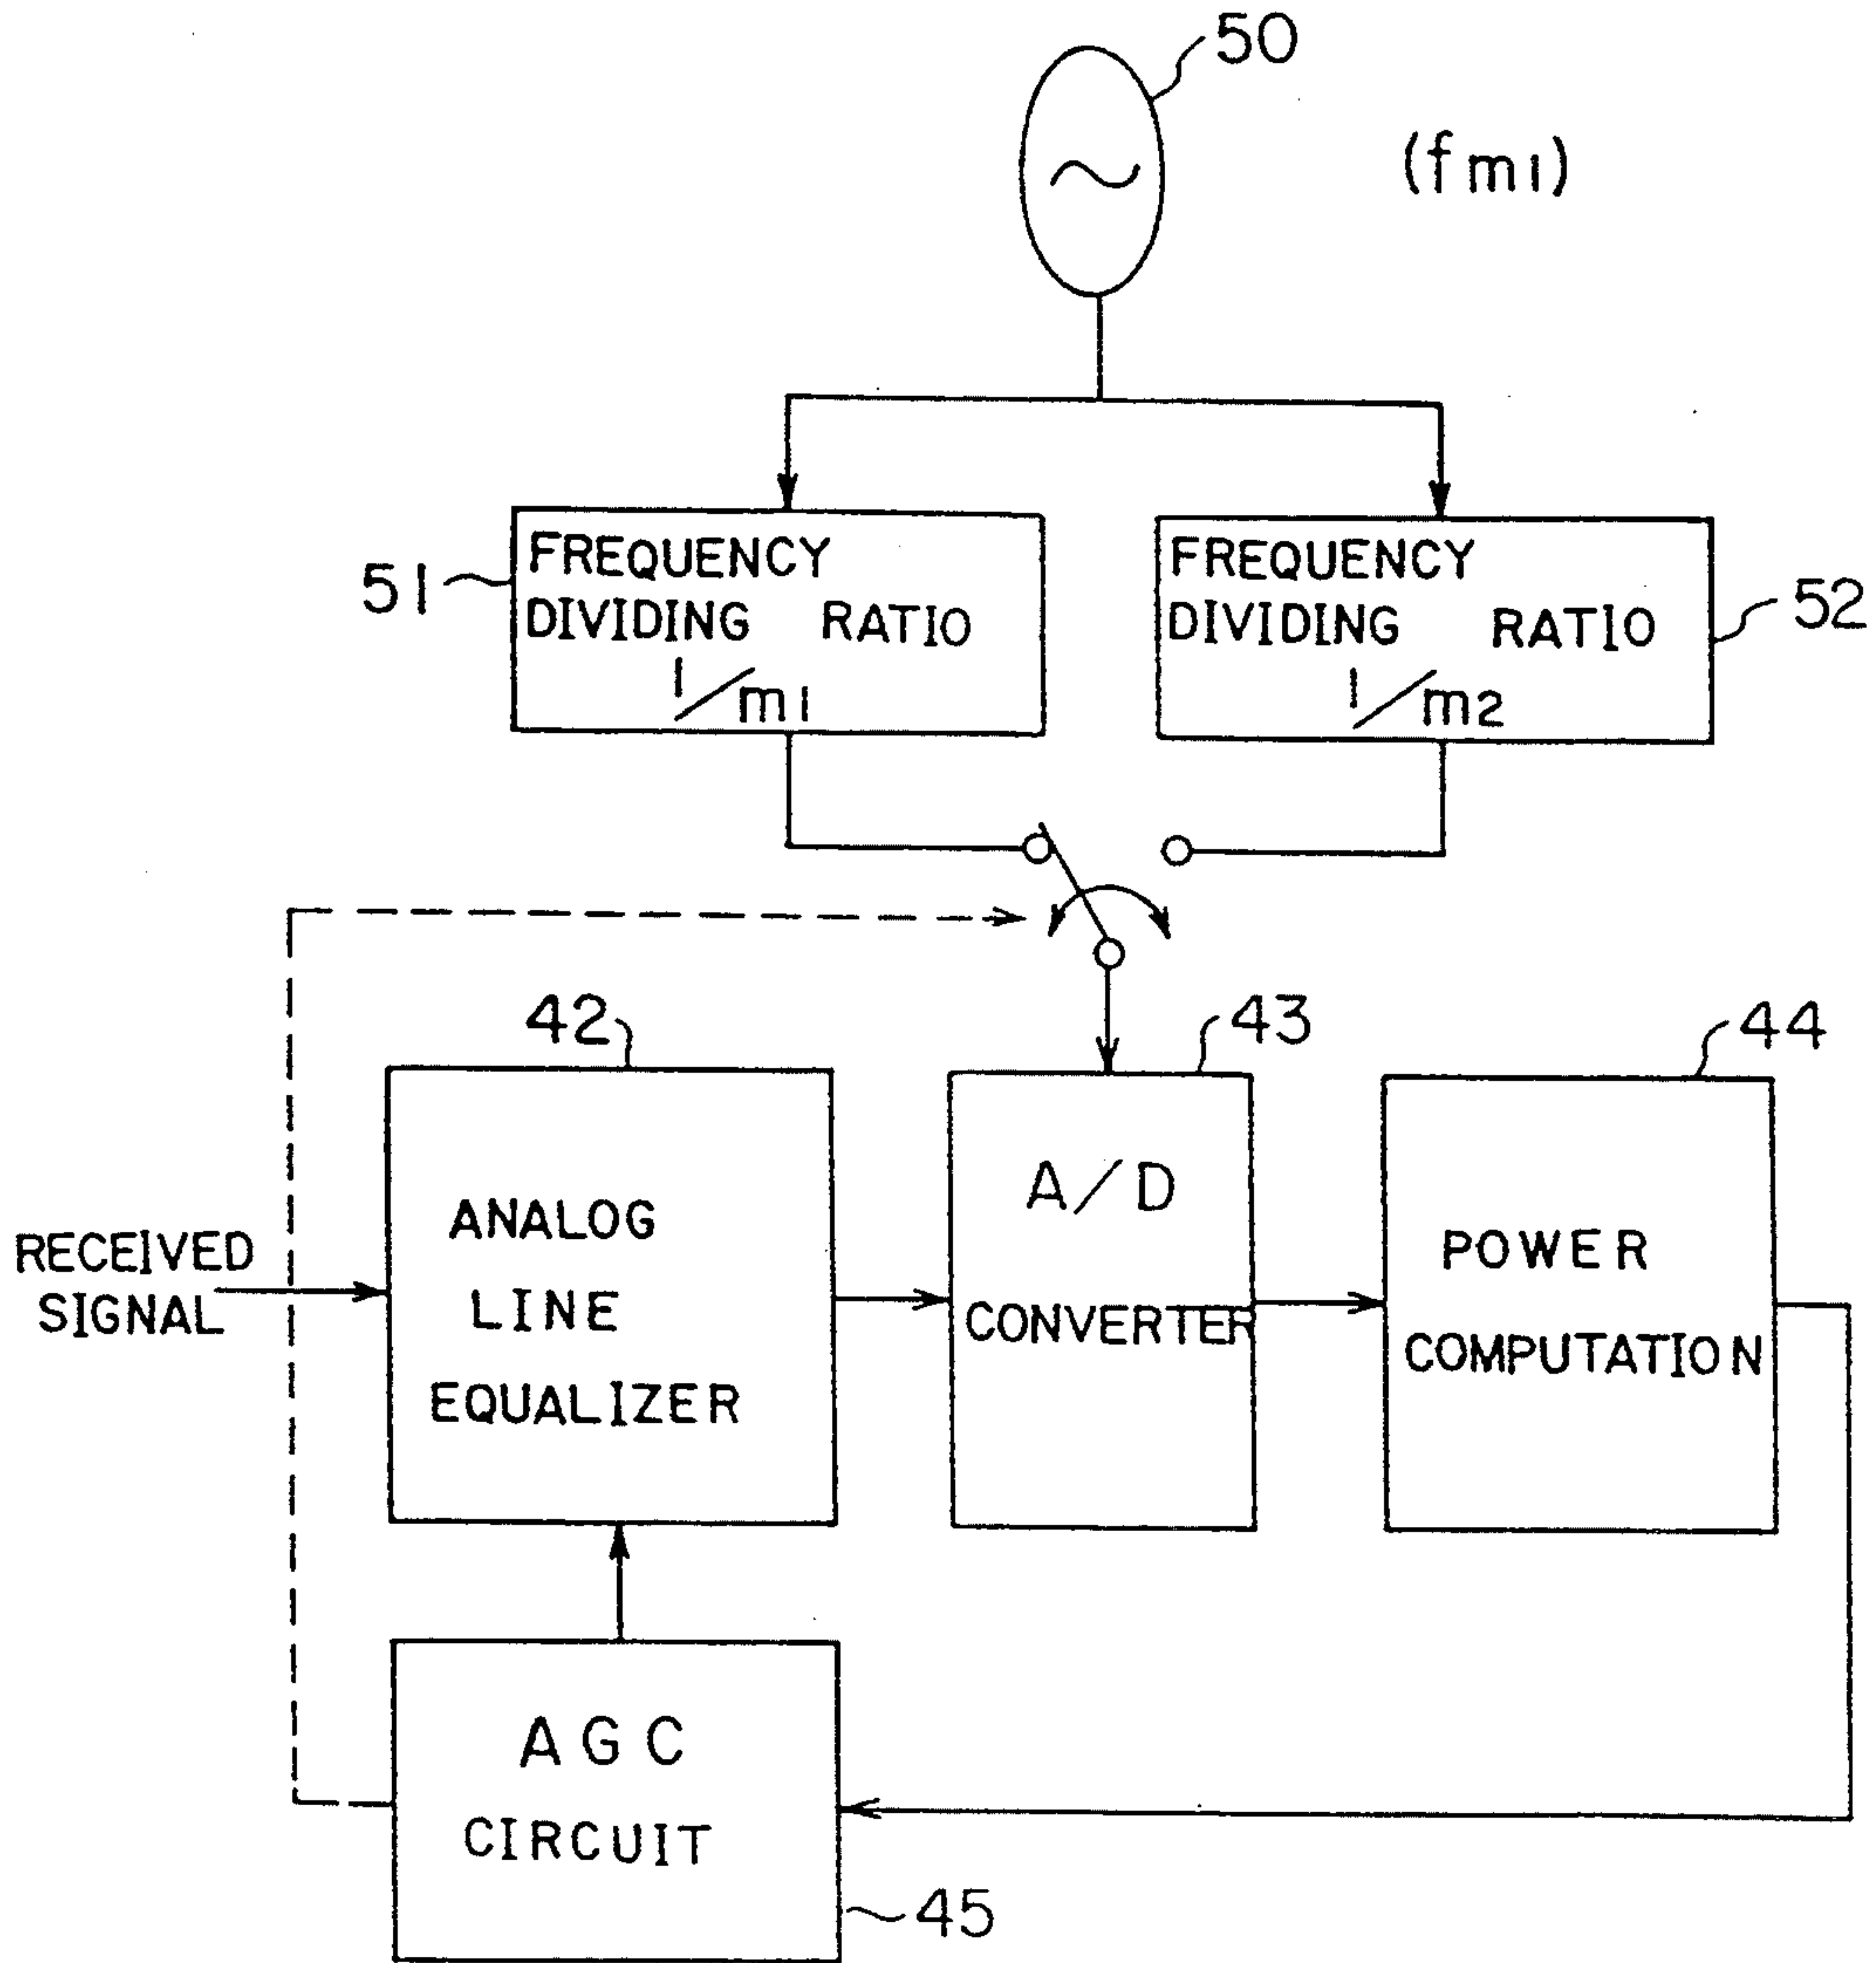 50
(fm1)
51
FREQUENCY
DIVIDING RATIO
1/m1
FREQUENCY
DIVIDING RATIO
1/m2
52
42
43
44
RECEIVED
SIGNAL
ANALOG
LINE
EQUALIZER
A/D
CONVERTER
POWER
COMPUTATION
AGC
CIRCUIT
45